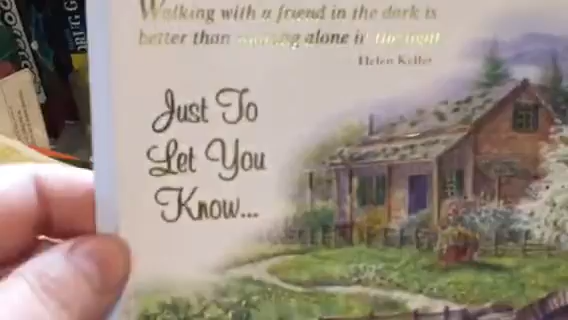 Walking with a friend in the dark is
better than walking alone in the light
Helen Keller
Just To
Let You
Know...